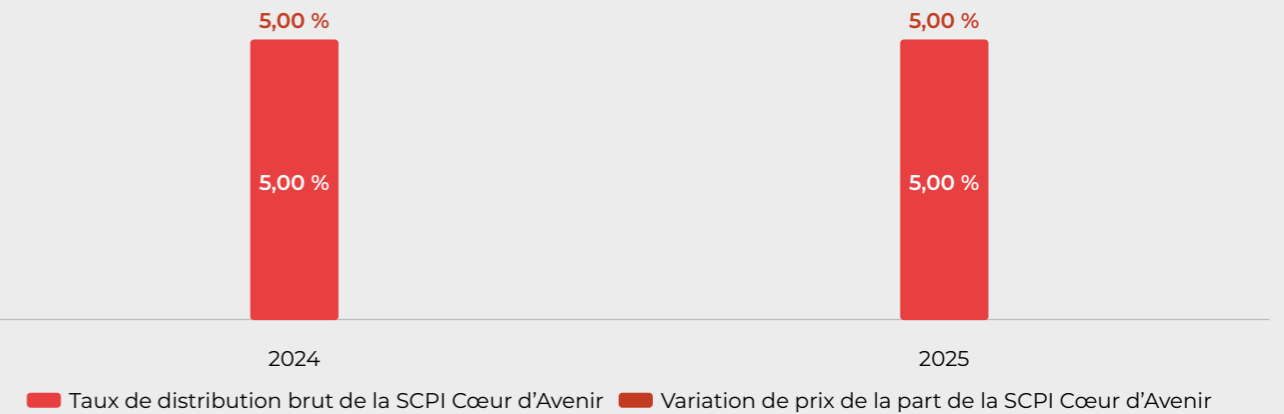 5,00 % 5,00 %
5,00 % 5,00 %
2024 2025
Taux de distribution brut de la SCPI Cœur d’Avenir Variation de prix de la part de la SCPI Cœur d’Avenir